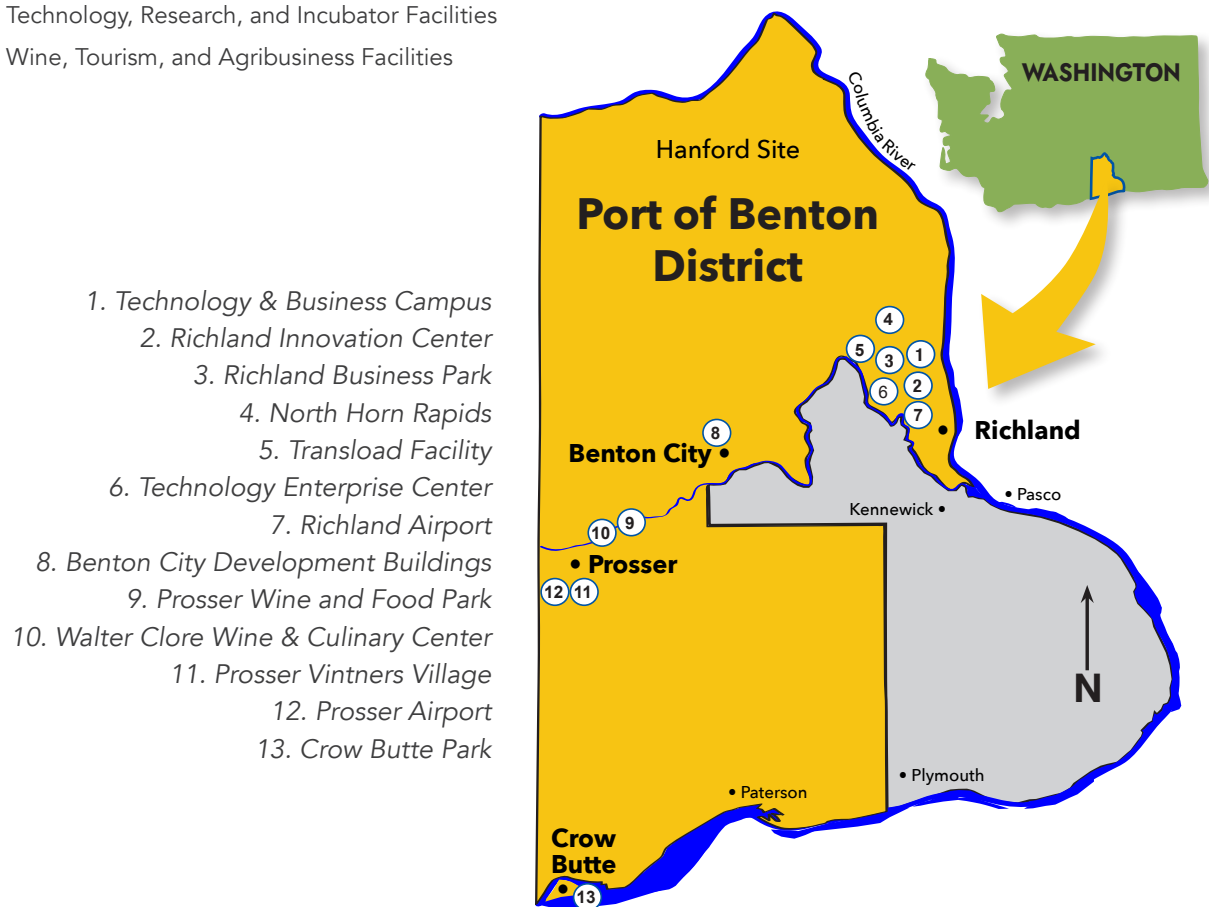 Technology, Research, and Incubator Facilities
Wine, Tourism, and Agribusiness Facilities
1. Technology & Business Campus
2. Richland Innovation Center
3. Richland Business Park
4. North Horn Rapids
5. Transload Facility
6. Technology Enterprise Center
7. Richland Airport
8. Benton City Development Buildings
9. Prosser Wine and Food Park
10. Walter Clore Wine & Culinary Center
11. Prosser Vintners Village
12. Prosser Airport
13. Crow Butte Park
WASHINGTON
Columbia River
Hanford Site
Port of Benton
District
4
5
3
1
6
2
7
Richland
8
Benton City
Pasco
Kennewick
10
9
Prosser
12
11
N
Plymouth
Paterson
Crow
Butte
13